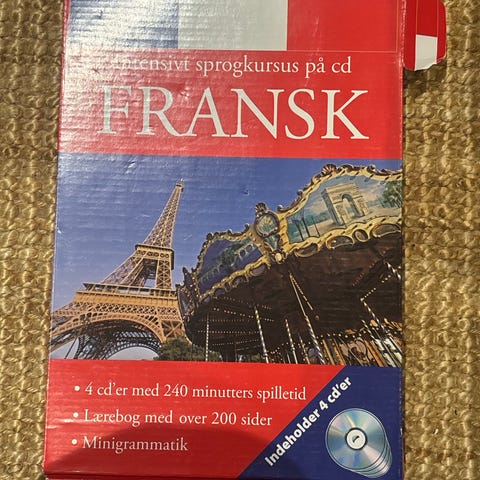 Intensivt sprogkursus på cd
FRANSK
• 4 cd'er med 240 minutters spilletid
• Lærebog med over 200 sider
• Minigrammatik
Indeholder 4 cd'er